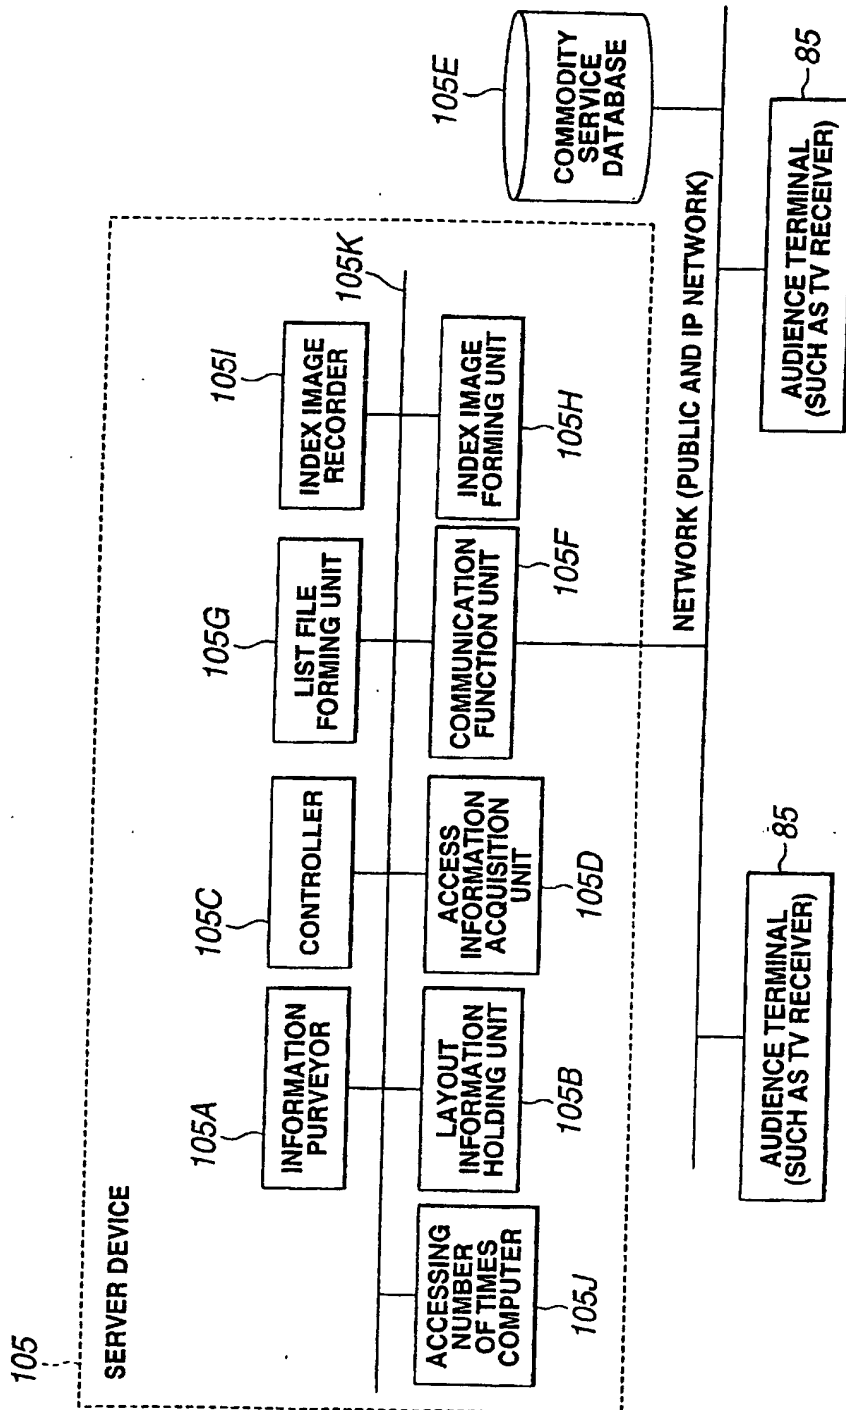 105
SERVER DEVICE
105A
INFORMATION
PURVEYOR
105C
CONTROLLER
105G
LIST FILE
FORMING UNIT
105I
INDEX IMAGE
RECORDER
105K
ACCESSING
NUMBER
OF TIMES
COMPUTER
105J
LAYOUT
INFORMATION
HOLDING UNIT
105B
ACCESS
INFORMATION
ACQUISITION
UNIT
105D
COMMUNICATION
FUNCTION UNIT
105F
INDEX IMAGE
FORMING UNIT
105H
105E
COMMODITY
SERVICE
DATABASE
NETWORK (PUBLIC AND IP NETWORK)
85
AUDIENCE TERMINAL
(SUCH AS TV RECEIVER)
85
AUDIENCE TERMINAL
(SUCH AS TV RECEIVER)